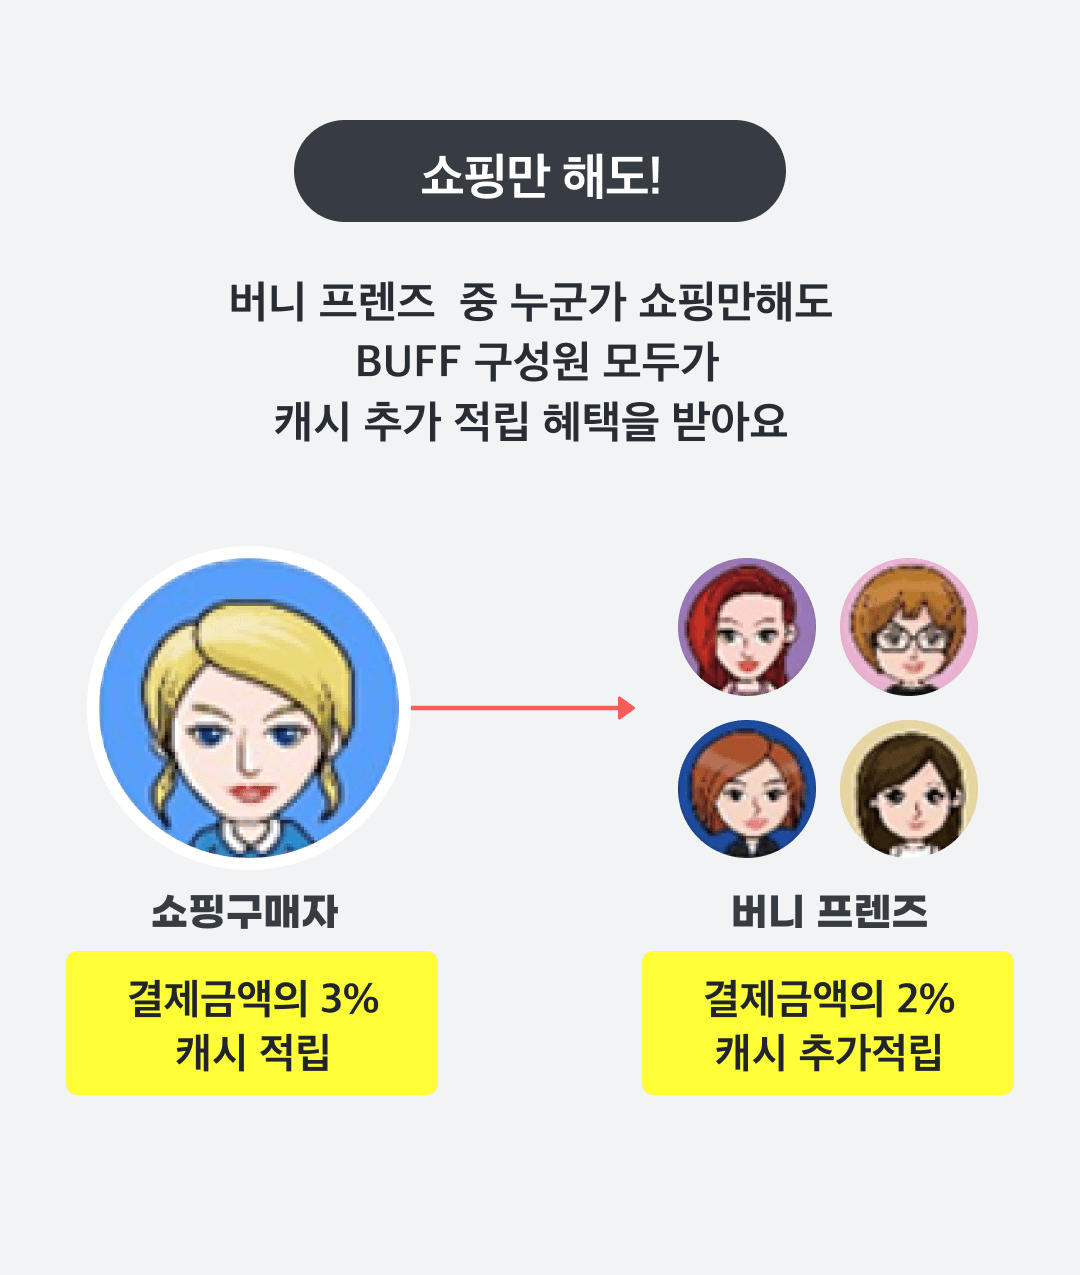 쇼핑만 해도!
버니 프렌즈 중 누군가 쇼핑만해도
BUFF 구성원 모두가
캐시 추가 적립 혜택을 받아요
쇼핑구매자
결제금액의 3%
캐시 적립
버니 프렌즈
결제금액의 2%
캐시 추가적립